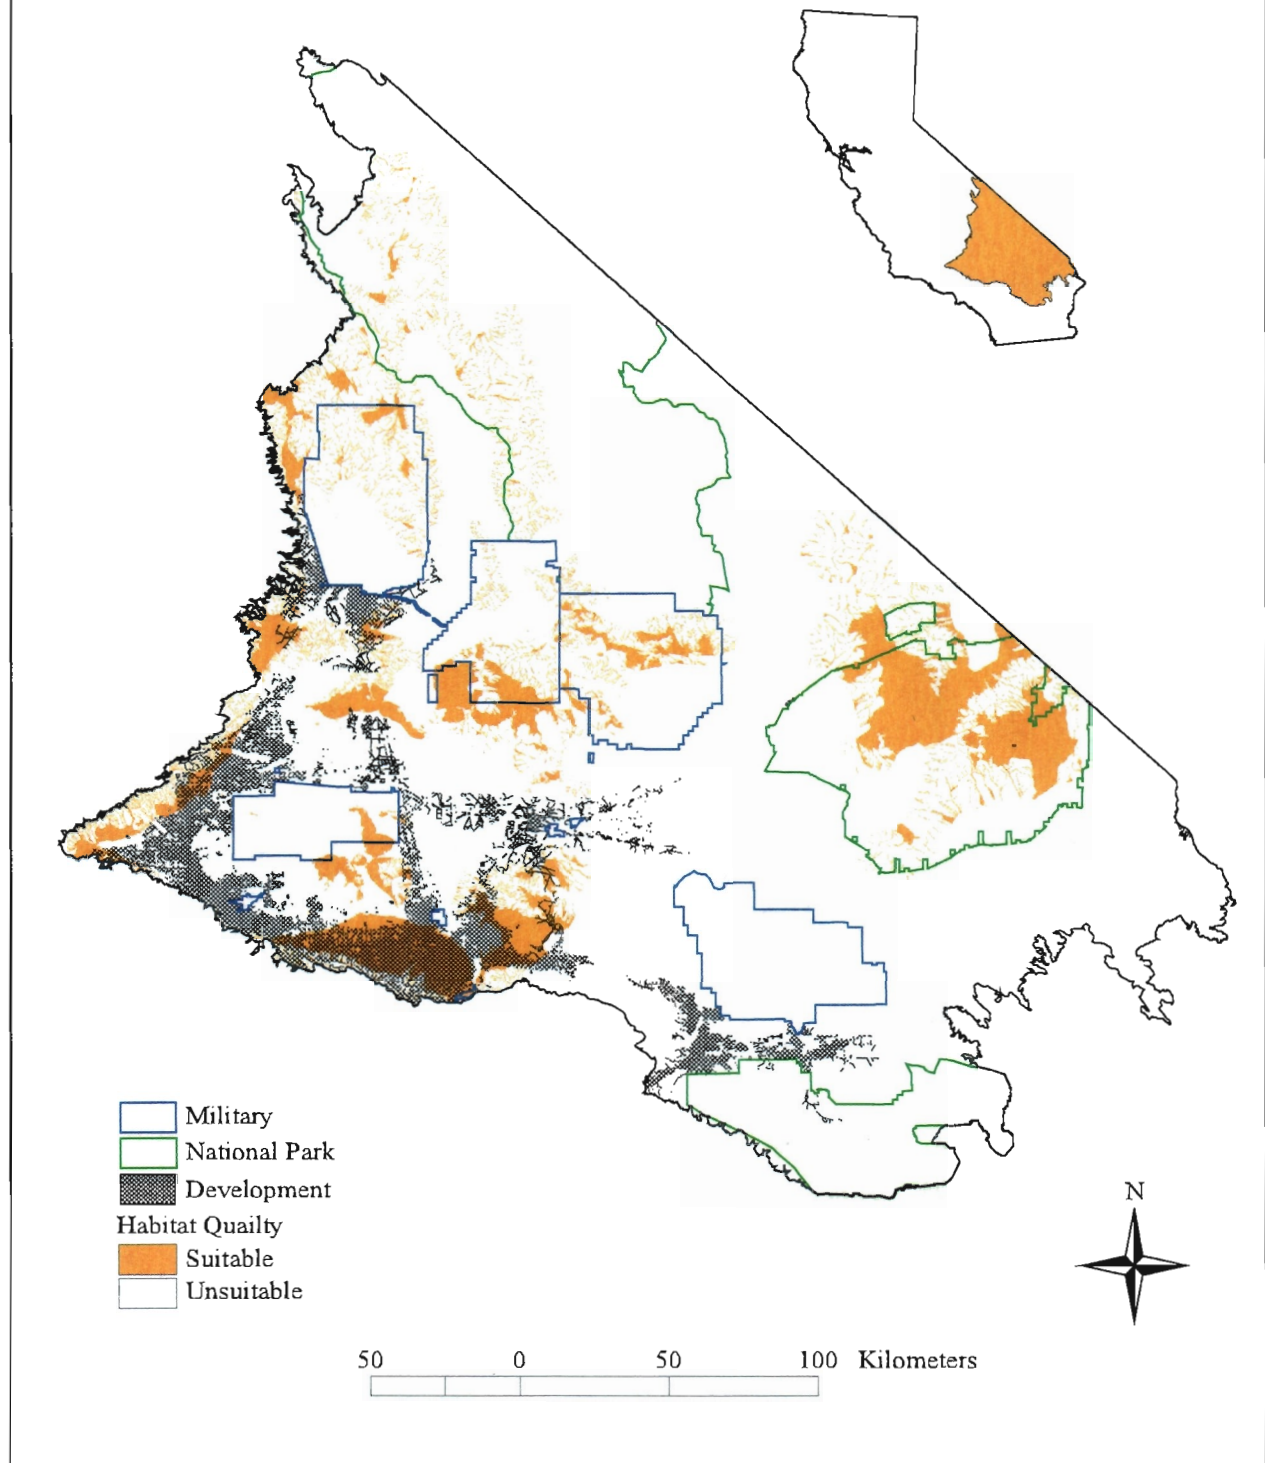 Military
National Park
Development
Habitat Quailty
Suitable
Unsuitable
N
50 0 50 100 Kilometers